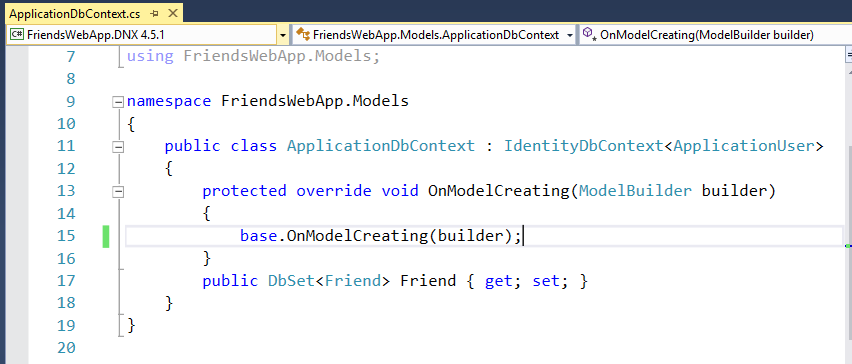 ApplicationDbContext.cs
C# FriendsWebApp.DNX 4.5.1 FriendsWebApp.Models.ApplicationDbContext OnModelCreating(ModelBuilder builder)
7 using FriendsWebApp.Models;
8
9 namespace FriendsWebApp.Models
10 {
11 public class ApplicationDbContext : IdentityDbContext<ApplicationUser>
12 {
13 protected override void OnModelCreating(ModelBuilder builder)
14 {
15 base.OnModelCreating(builder);
16 }
17 public DbSet<Friend> Friend { get; set; }
18 }
19 }
20